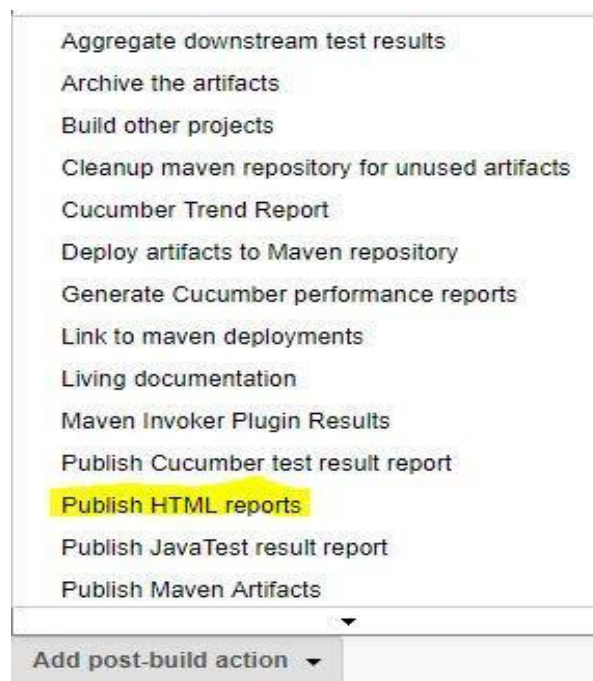 Aggregate downstream test results
Archive the artifacts
Build other projects
Cleanup maven repository for unused artifacts
Cucumber Trend Report
Deploy artifacts to Maven repository
Generate Cucumber performance reports
Link to maven deployments
Living documentation
Maven Invoker Plugin Results
Publish Cucumber test result report
Publish HTML reports
Publish JavaTest result report
Publish Maven Artifacts
Add post-build action